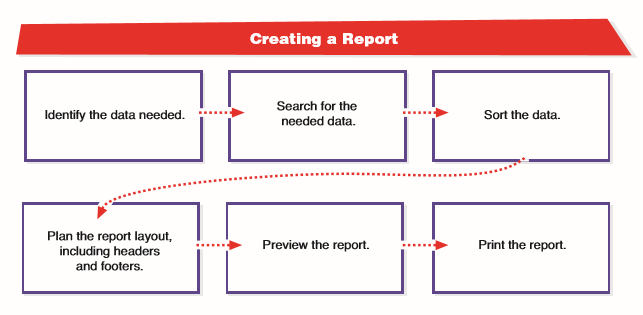 Creating a Report
Identify the data needed.
Search for the
needed data.
Sort the data.
Plan the report layout,
including headers
and footers.
Preview the report.
Print the report.